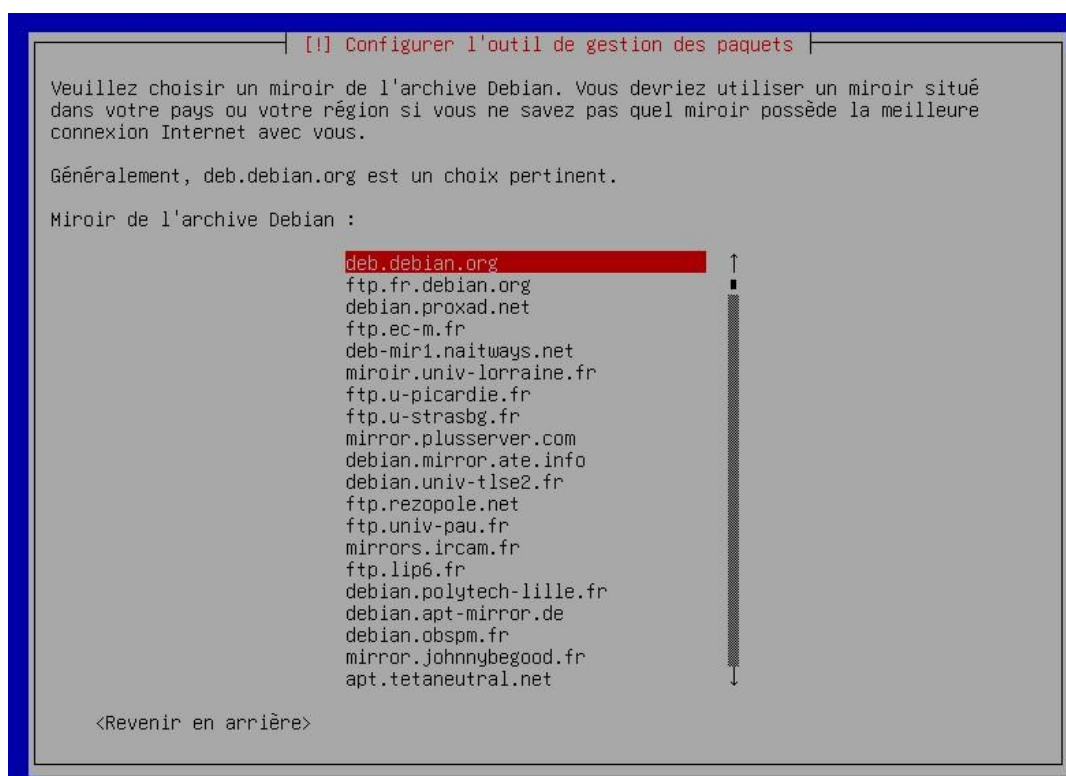 [!] Configurer l'outil de gestion des paquets
Veuillez choisir un miroir de l'archive Debian. Vous devriez utiliser un miroir situé
dans votre pays ou votre région si vous ne savez pas quel miroir possède la meilleure
connexion Internet avec vous.
Généralement, deb.debian.org est un choix pertinent.
Miroir de l'archive Debian :
deb.debian.org
ftp.fr.debian.org
debian.proxad.net
ftp.ec-m.fr
deb-mir1.naitways.net
miroir.univ-lorraine.fr
ftp.u-picardie.fr
ftp.u-strasbg.fr
mirror.plusserver.com
debian.mirror.ate.info
debian.univ-tlse2.fr
ftp.rezopole.net
ftp.univ-pau.fr
mirrors.ircam.fr
ftp.lip6.fr
debian.polytech-lille.fr
debian.apt-mirror.de
debian.obspm.fr
mirror.johnnybegood.fr
apt.tetaneutral.net
<Revenir en arrière>